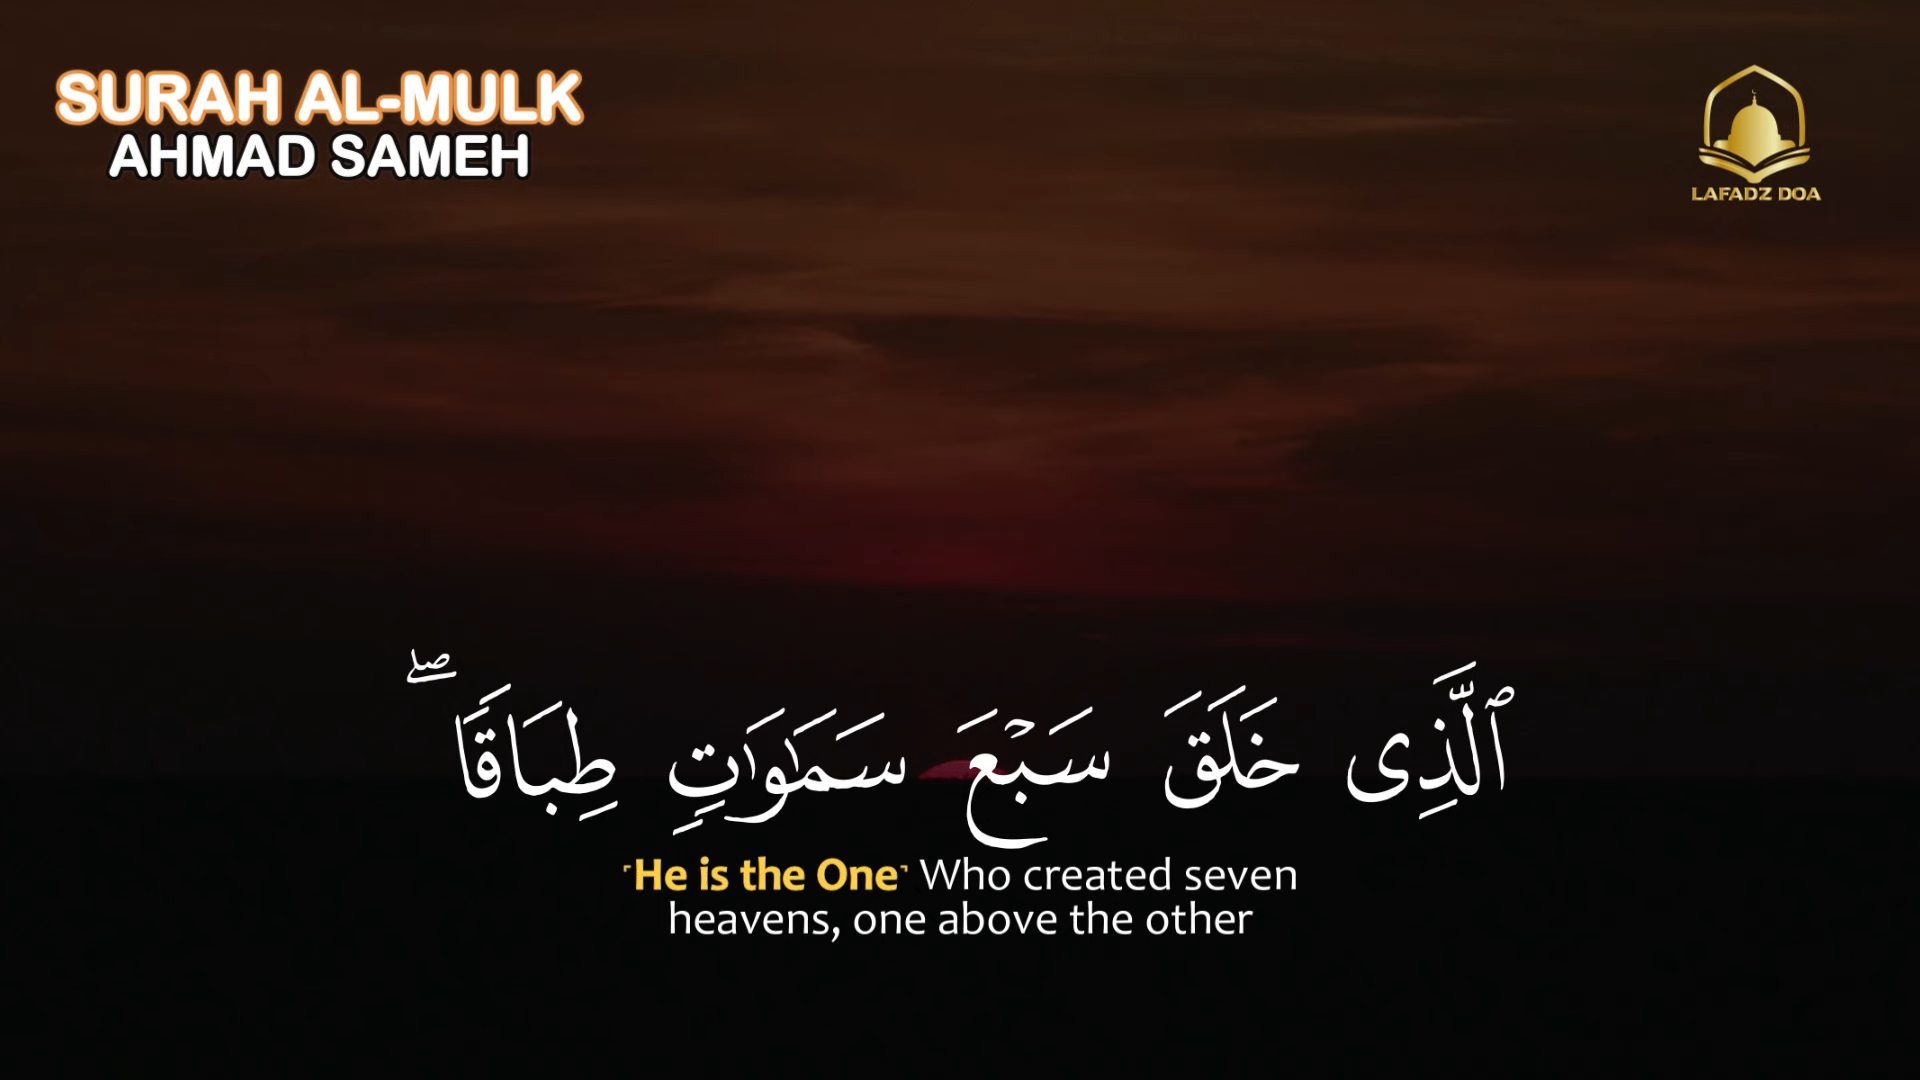 SURAH AL-MULK
AHMAD SAMEH
LAFADZ DOA
ٱلَّذِى خَلَقَ سَبْعَ سَمَـٰوَٰتٍ طِبَاقًا ۖ
˹He is the One˺ Who created seven
heavens, one above the other